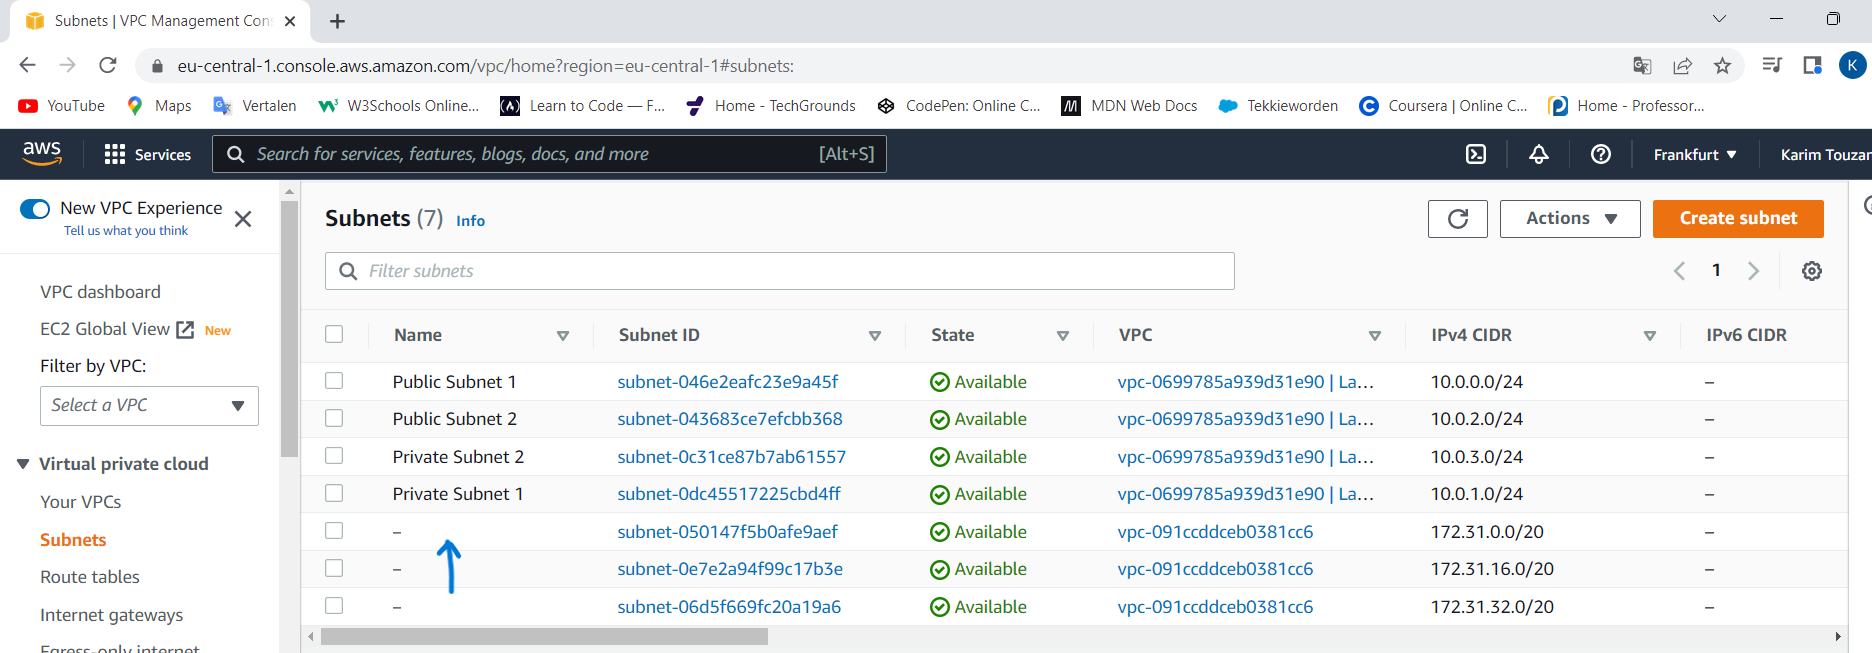 Subnets | VPC Management Con
eu-central-1.console.aws.amazon.com/vpc/home?region=eu-central-1#subnets:
K
YouTube Maps Vertalen W3Schools Online... Learn to Code — F... Home - TechGrounds CodePen: Online C... MDN Web Docs Tekkieworden Coursera | Online C... Home - Professor...
aws Services Search for services, features, blogs, docs, and more [Alt+S] Frankfurt ▼ Karim Touzar
New VPC Experience
Tell us what you think
Subnets (7) Info Actions ▼ Create subnet
Filter subnets 1
VPC dashboard
EC2 Global View New
Filter by VPC:
Select a VPC
Virtual private cloud
Your VPCs
Subnets
Route tables
Internet gateways
Egress-only internet
Name Subnet ID State VPC IPv4 CIDR IPv6 CIDR
Public Subnet 1 subnet-046e2eafc23e9a45f Available vpc-0699785a939d31e90 | La... 10.0.0.0/24 –
Public Subnet 2 subnet-043683ce7efcbb368 Available vpc-0699785a939d31e90 | La... 10.0.2.0/24 –
Private Subnet 2 subnet-0c31ce87b7ab61557 Available vpc-0699785a939d31e90 | La... 10.0.3.0/24 –
Private Subnet 1 subnet-0dc45517225cbd4ff Available vpc-0699785a939d31e90 | La... 10.0.1.0/24 –
– subnet-050147f5b0afe9aef Available vpc-091ccddceb0381cc6 172.31.0.0/20 –
– subnet-0e7e2a94f99c17b3e Available vpc-091ccddceb0381cc6 172.31.16.0/20 –
– subnet-06d5f669fc20a19a6 Available vpc-091ccddceb0381cc6 172.31.32.0/20 –